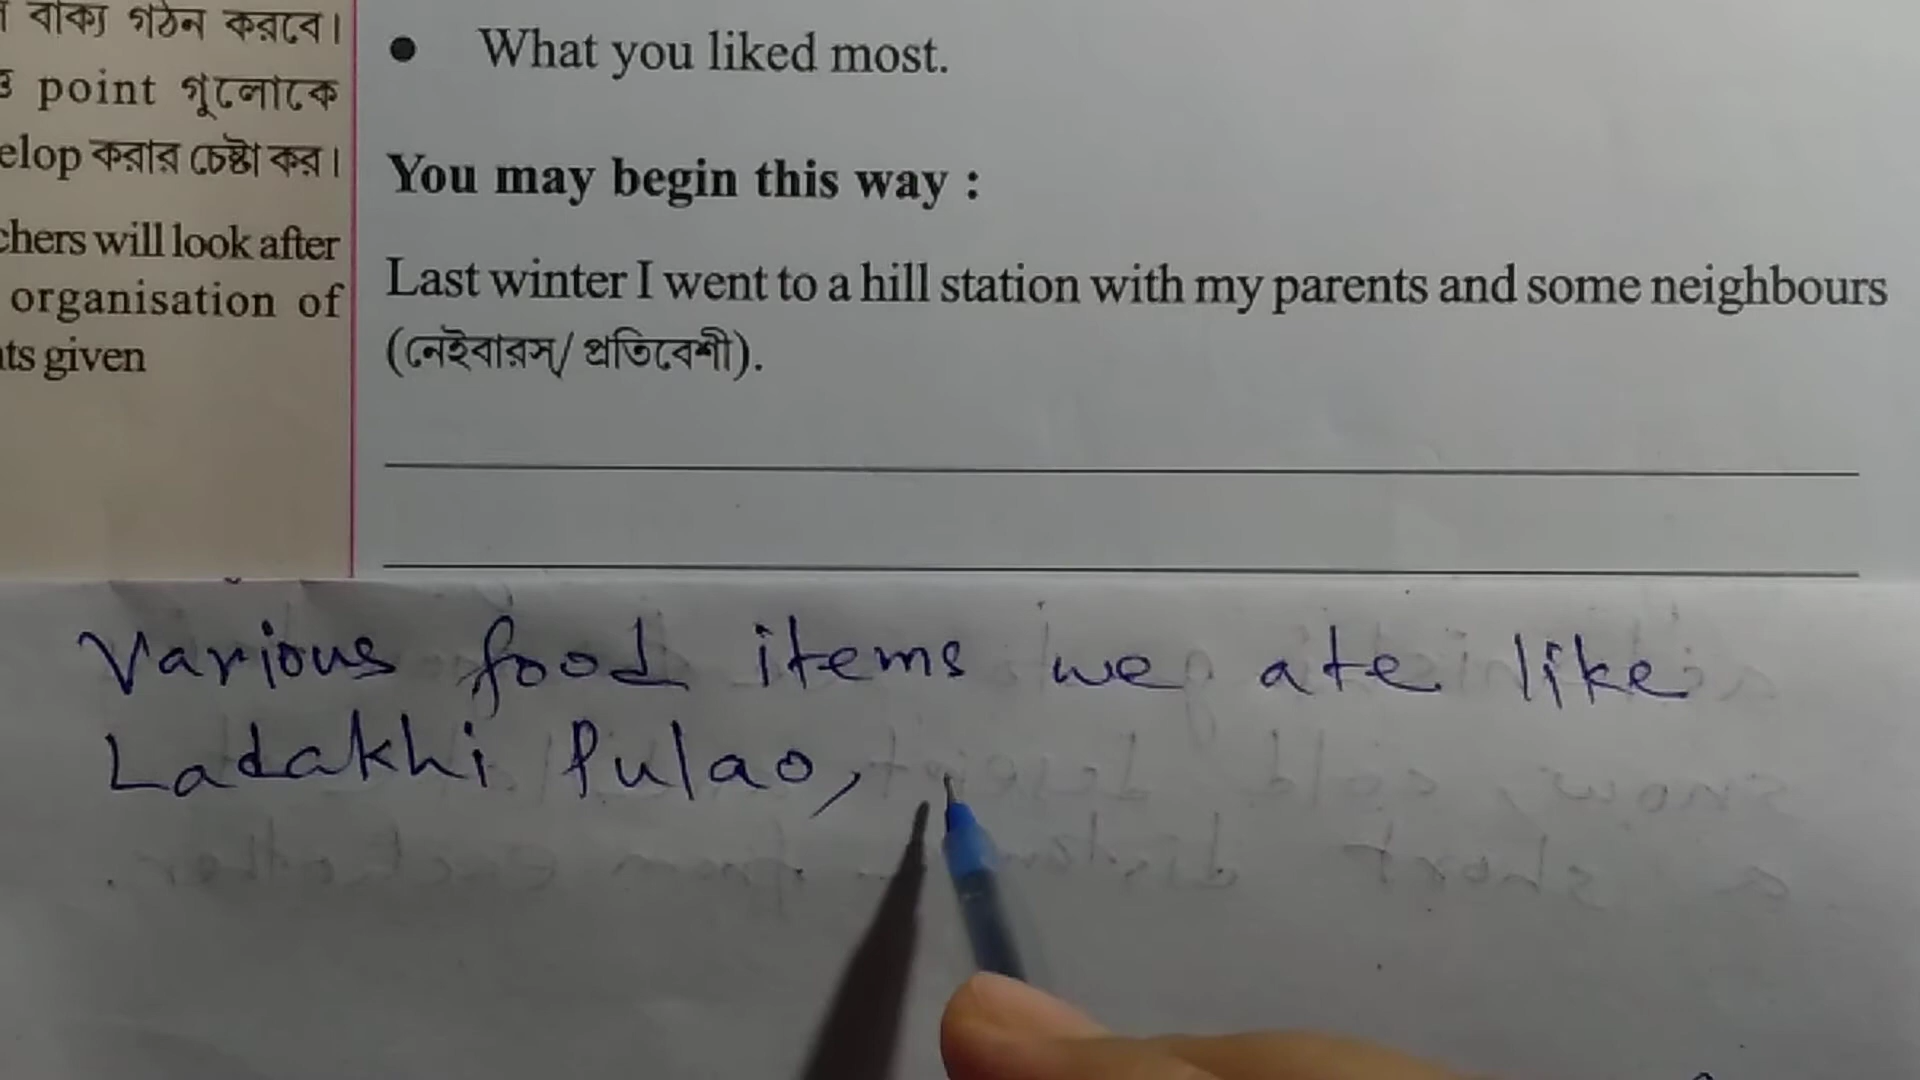 বাক্য গঠন করবে।
point গুলোকে
elop করার চেষ্টা কর।
chers will look after
organisation of
ts given
• What you liked most.
You may begin this way :
Last winter I went to a hill station with my parents and some neighbours
(নেইবারস্/ প্রতিবেশী).
Various food items we ate like
Ladakhi Pulao,